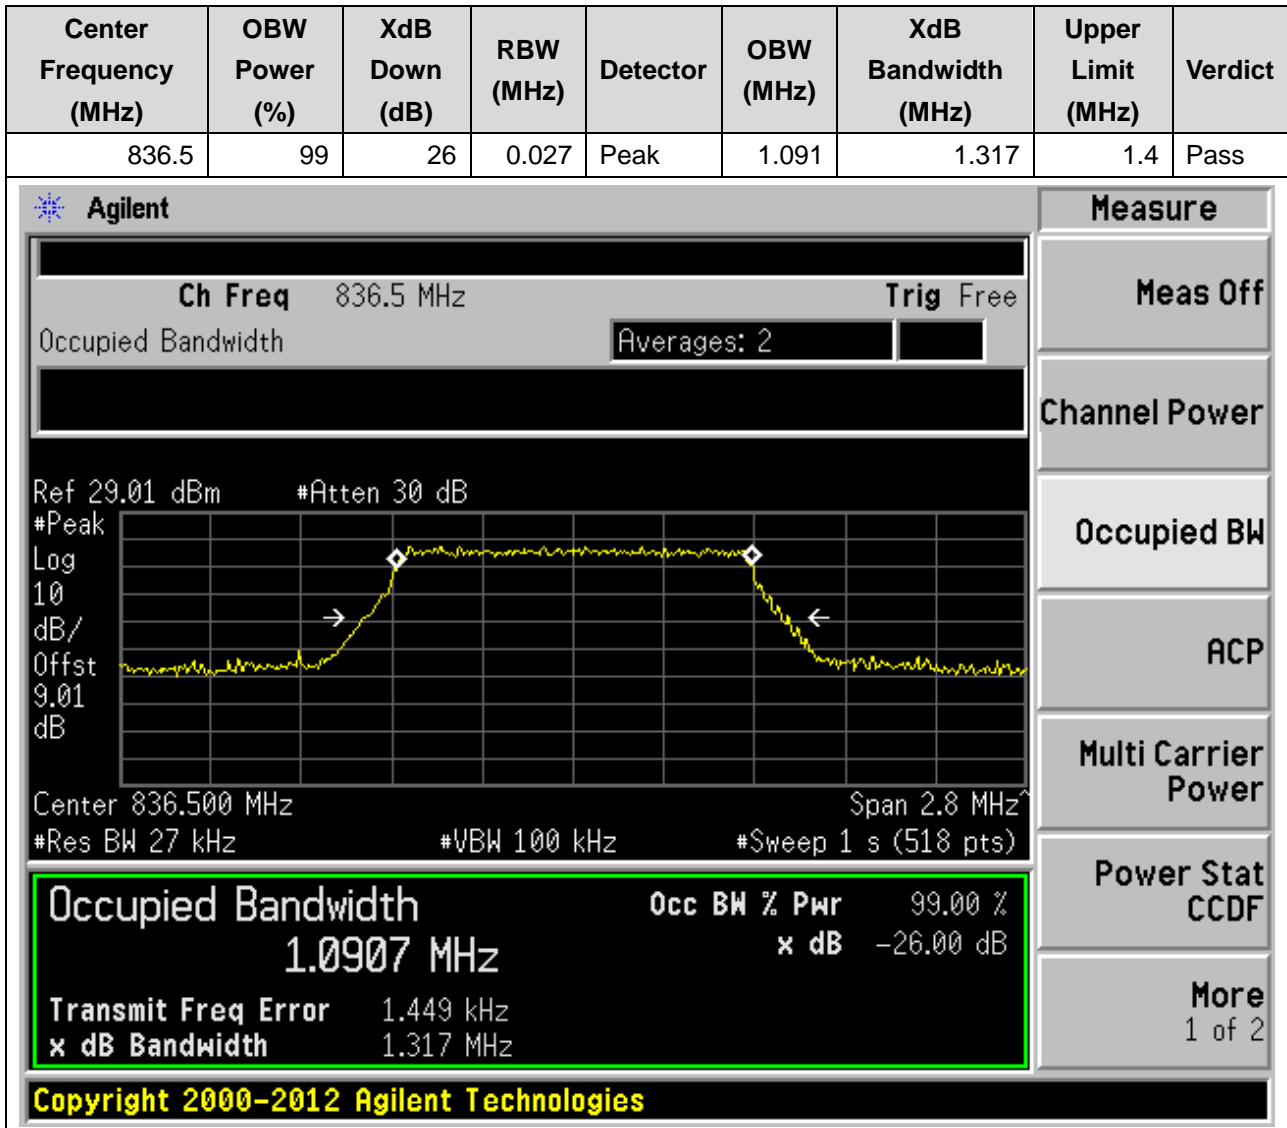 Center Frequency (MHz) OBW Power (%) XdB Down (dB) RBW (MHz) Detector OBW (MHz) XdB Bandwidth (MHz) Upper Limit (MHz) Verdict
836.5 99 26 0.027 Peak 1.091 1.317 1.4 Pass
Agilent
Ch Freq 836.5 MHz Trig Free
Occupied Bandwidth Averages: 2
Ref 29.01 dBm #Atten 30 dB
#Peak
Log
10
dB/
Offst
9.01
dB
Center 836.500 MHz Span 2.8 MHz^
#Res BW 27 kHz #VBW 100 kHz #Sweep 1 s (518 pts)
Occupied Bandwidth Occ BW % Pwr 99.00 %
1.0907 MHz x dB -26.00 dB
Transmit Freq Error 1.449 kHz
x dB Bandwidth 1.317 MHz
Measure
Meas Off
Channel Power
Occupied BW
ACP
Multi Carrier
Power
Power Stat
CCDF
More
1 of 2
Copyright 2000-2012 Agilent Technologies